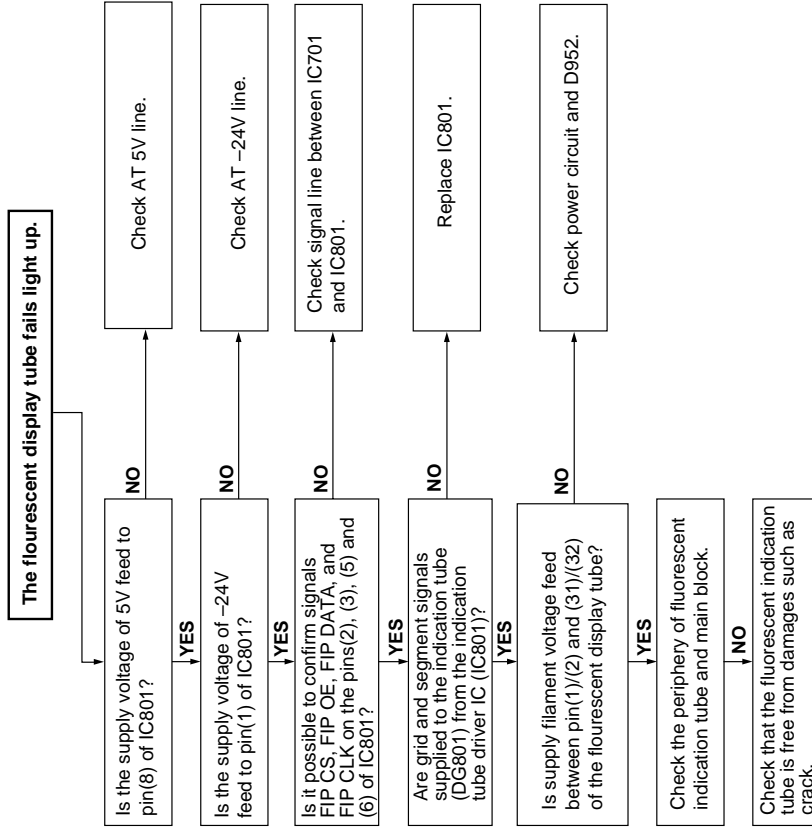 The flourescent display tube fails light up.
Is the supply voltage of 5V feed to
pin(8) of IC801?
NO
Check AT 5V line.
YES
Is the supply voltage of –24V
feed to pin(1) of IC801?
NO
Check AT –24V line.
YES
Is it possible to confirm signals
FIP CS, FIP OE, FIP DATA, and
FIP CLK on the pins(2), (3), (5) and
(6) of IC801?
NO
Check signal line between IC701
and IC801.
YES
Are grid and segment signals
supplied to the indication tube
(DG801) from the indication
tube driver IC (IC801)?
NO
Replace IC801.
YES
Is supply filament voltage feed
between pin(1)/(2) and (31)/(32)
of the flourescent display tube?
NO
Check power circuit and D952.
YES
Check the periphery of fluorescent
indication tube and main block.
NO
Check that the fluorescent indication
tube is free from damages such as
crack.